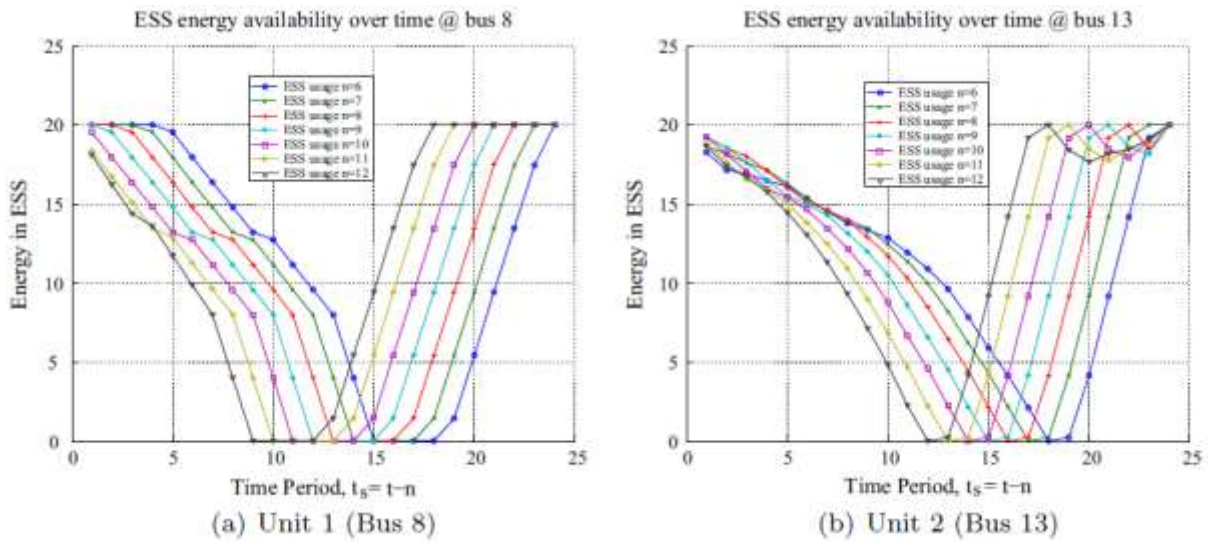 ESS energy availability over time @ bus 8
Energy in ESS
25
20
15
10
5
0
ESS usage n=6
ESS usage n=7
ESS usage n=8
ESS usage n=9
ESS usage n=10
ESS usage n=11
ESS usage n=12
0 5 10 15 20 25
Time Period, ts= t−n
(a) Unit 1 (Bus 8)
ESS energy availability over time @ bus 13
Energy in ESS
25
20
15
10
5
0
ESS usage n=6
ESS usage n=7
ESS usage n=8
ESS usage n=9
ESS usage n=10
ESS usage n=11
ESS usage n=12
0 5 10 15 20 25
Time Period, ts= t−n
(b) Unit 2 (Bus 13)